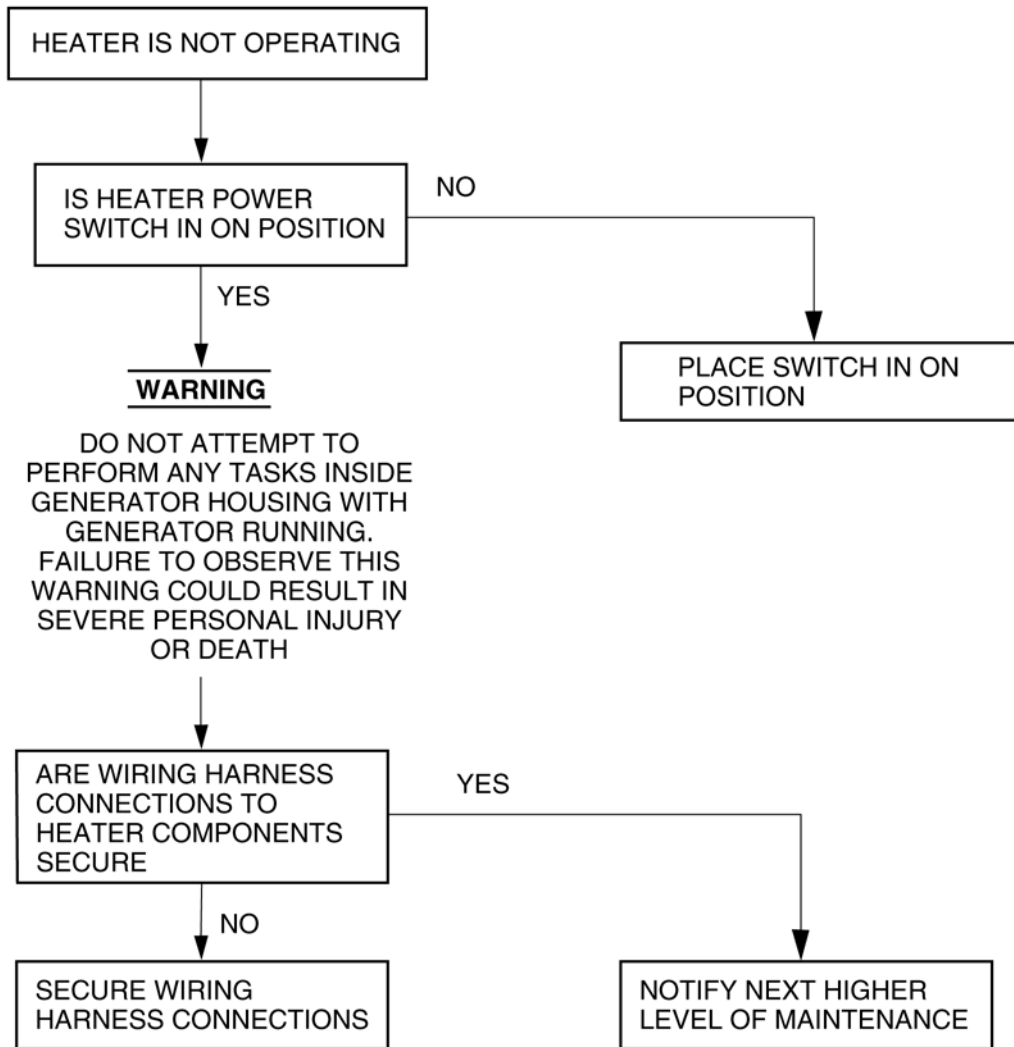 HEATER IS NOT OPERATING
IS HEATER POWER
SWITCH IN ON POSITION
NO
YES
PLACE SWITCH IN ON
POSITION
WARNING
DO NOT ATTEMPT TO
PERFORM ANY TASKS INSIDE
GENERATOR HOUSING WITH
GENERATOR RUNNING.
FAILURE TO OBSERVE THIS
WARNING COULD RESULT IN
SEVERE PERSONAL INJURY
OR DEATH
ARE WIRING HARNESS
CONNECTIONS TO
HEATER COMPONENTS
SECURE
YES
NO
SECURE WIRING
HARNESS CONNECTIONS
NOTIFY NEXT HIGHER
LEVEL OF MAINTENANCE